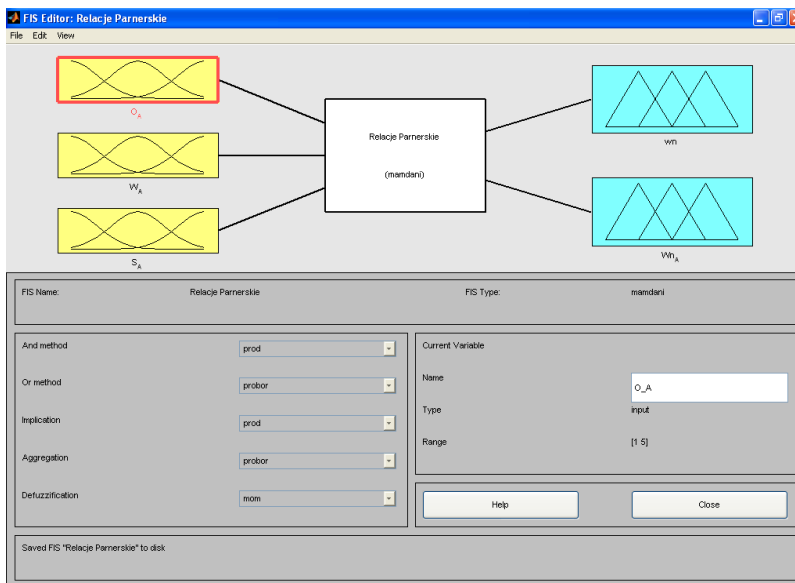 FIS Editor: Relacje Parnerskie
File Edit View
O_A
W_A
S_A
Relacje Parnerskie
(mamdani)
wn
Wn_A
FIS Name: Relacje Parnerskie FIS Type: mamdani
And method prod
Or method probor
Implication prod
Aggregation probor
Defuzzification mom
Current Variable
Name O_A
Type input
Range [1 5]
Help Close
Saved FIS "Relacje Parnerskie" to disk